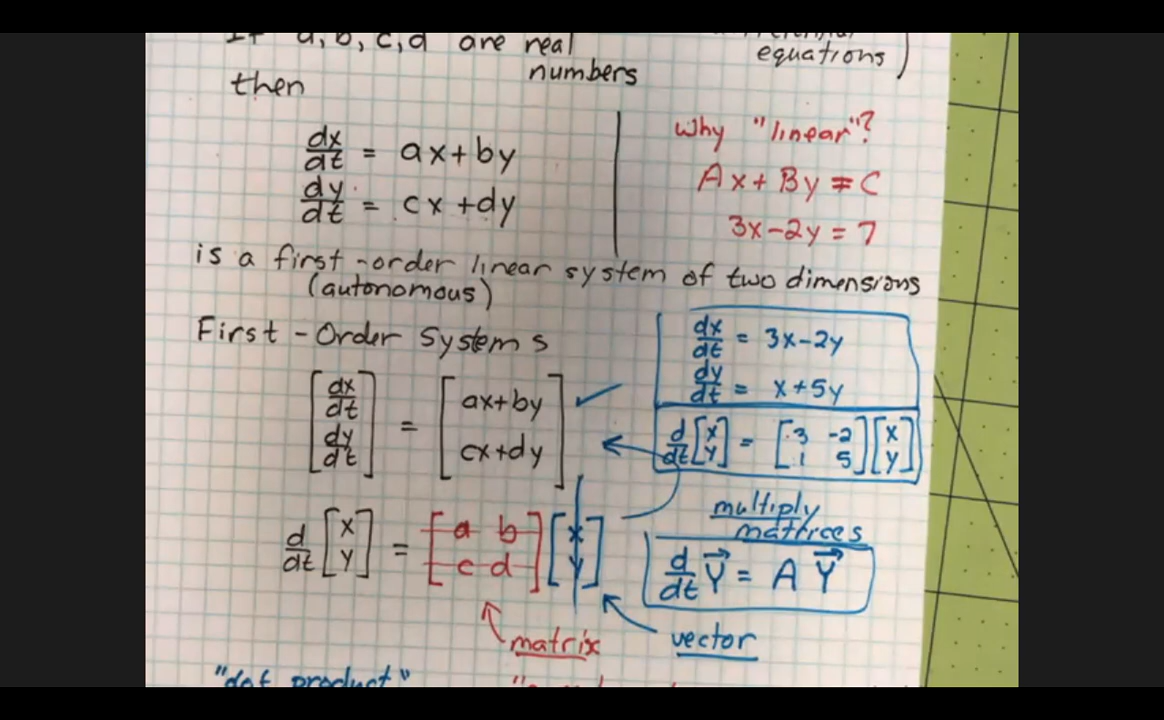 If a, b, c, d are real numbers
equations)
then
dx/dt = ax+by
dy/dt = cx+dy
Why "linear"?
Ax+By=C
3x-2y=7
is a first-order linear system of two dimensions
(autonomous)
First-Order Systems
[dx/dt dy/dt] = [ax+by cx+dy]
dx/dt = 3x-2y
dy/dt = x+5y
d/dt [x y] = [3 -2 1 5] [x y]
d/dt [x y] = [a b c d] [x y]
multiply matrices
d/dt Y = A Y
matrix
vector
"dot product"